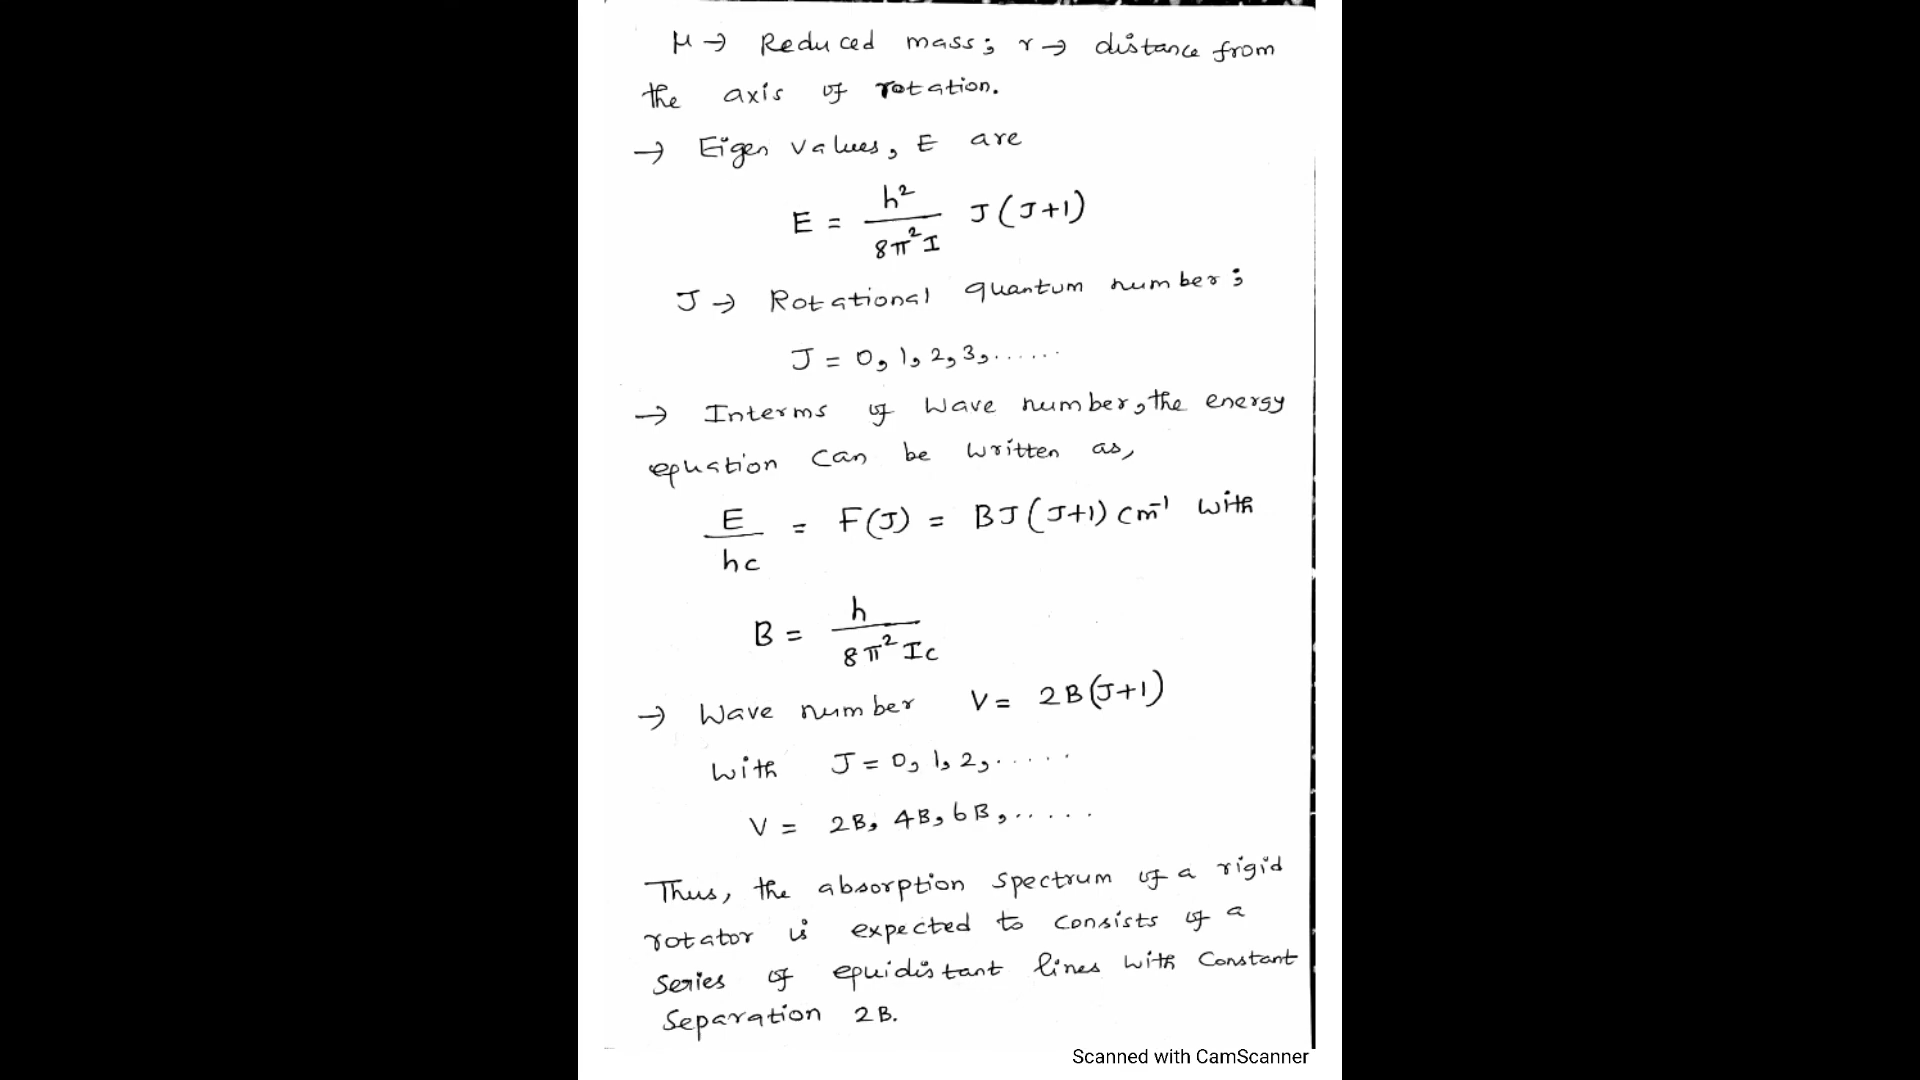 μ → Reduced mass; r → distance from
the axis of rotation.
→ Eigen values, E are
E = h² / 8π²I J(J+1)
J → Rotational quantum number;
J = 0, 1, 2, 3, ......
→ Interms of wave number, the energy
equation can be written as,
E / hc = F(J) = BJ(J+1) cm⁻¹ with
B = h / 8π²Ic
→ Wave number V = 2B(J+1)
with J = 0, 1, 2, .....
V = 2B, 4B, 6B, .....
Thus, the absorption spectrum of a rigid
rotator is expected to consists of a
series of equidistant lines with constant
separation 2B.
Scanned with CamScanner